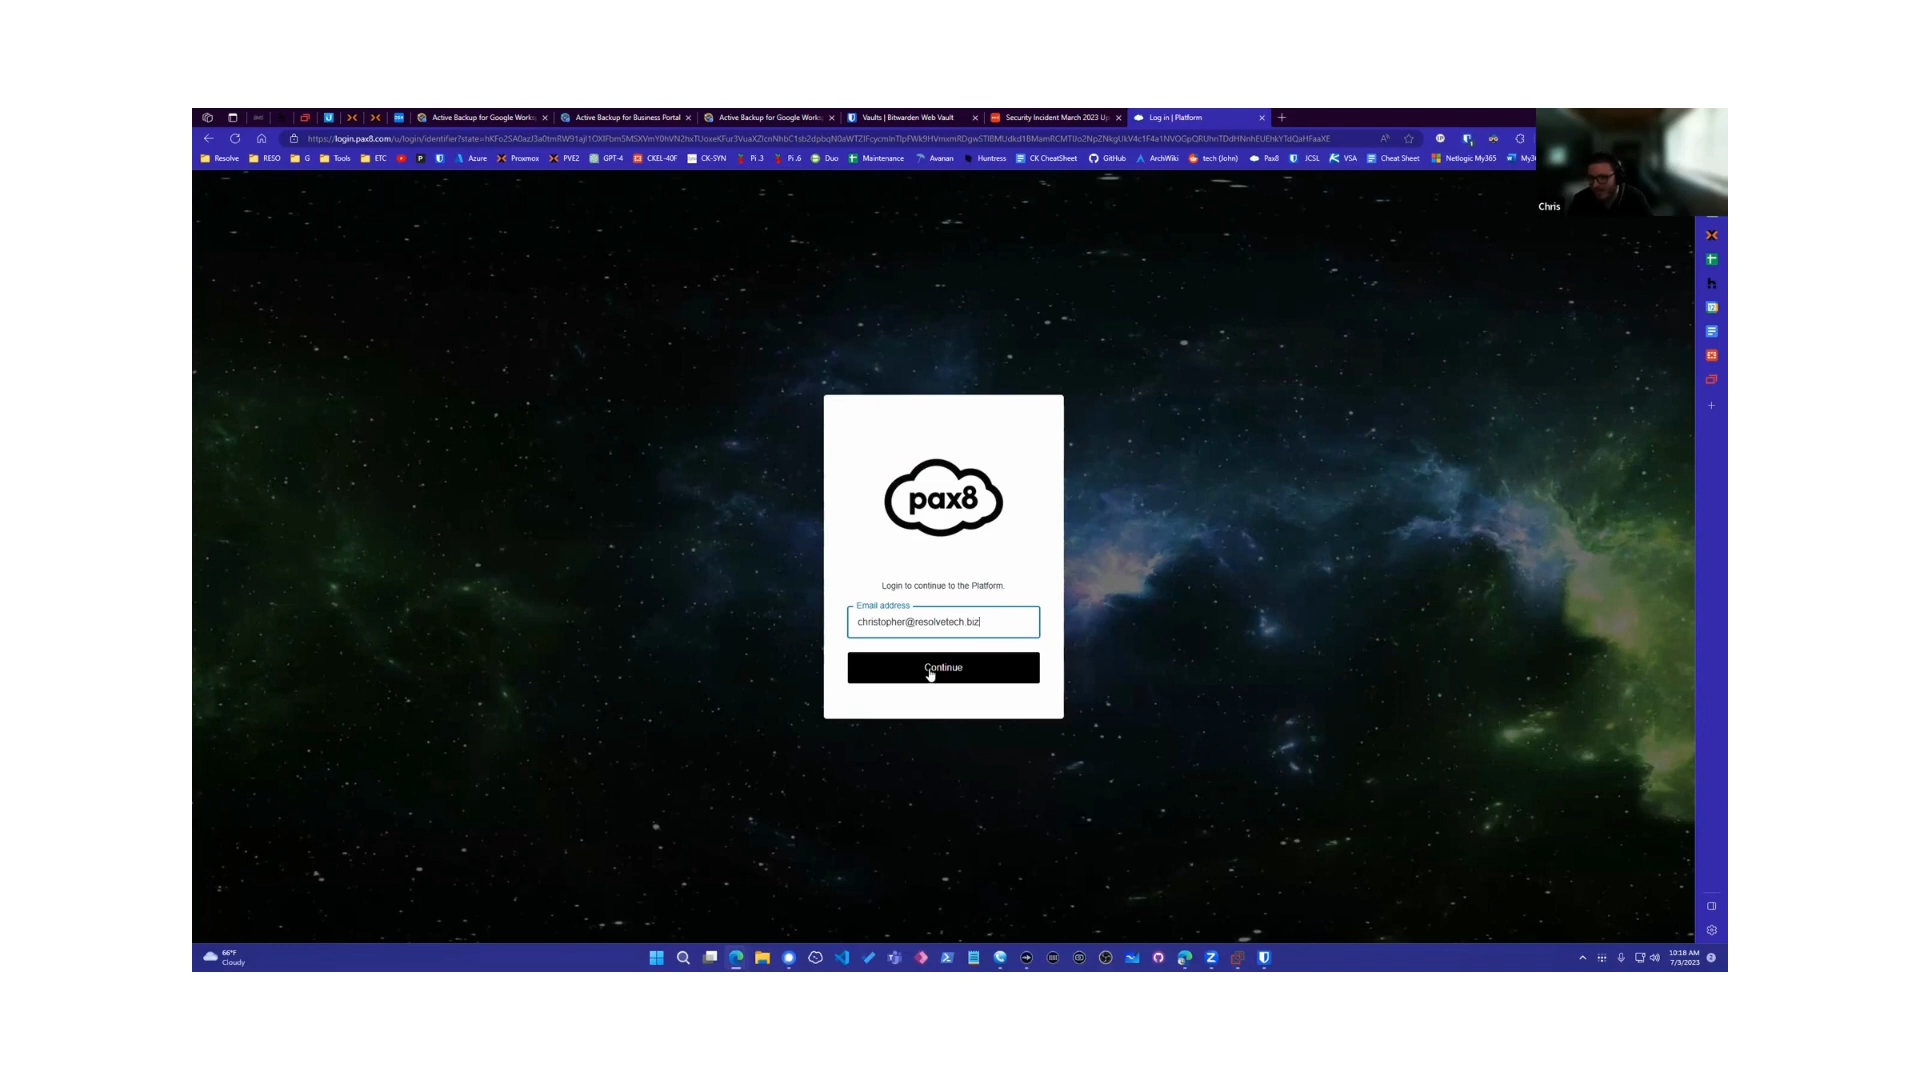 Active Backup for Google Works
Active Backup for Business Portal
Active Backup for Google Works
Vaults | Bitwarden Web Vault
Security Incident March 2023 Up
Log in | Platform
Resolve
RESO
G
Tools
ETC
Azure
Proxmox
PVE2
GPT-4
CKEL-40F
CK-SYN
Pi .3
Pi .6
Duo
Maintenance
Avanan
Huntress
CK CheatSheet
GitHub
ArchWiki
tech (John)
Pax8
JCSL
VSA
Cheat Sheet
Netlogic My365
Chris
pax8
Login to continue to the Platform.
Email address
christopher@resolvetech.biz
Continue
66°F
Cloudy
10:18 AM
7/3/2023